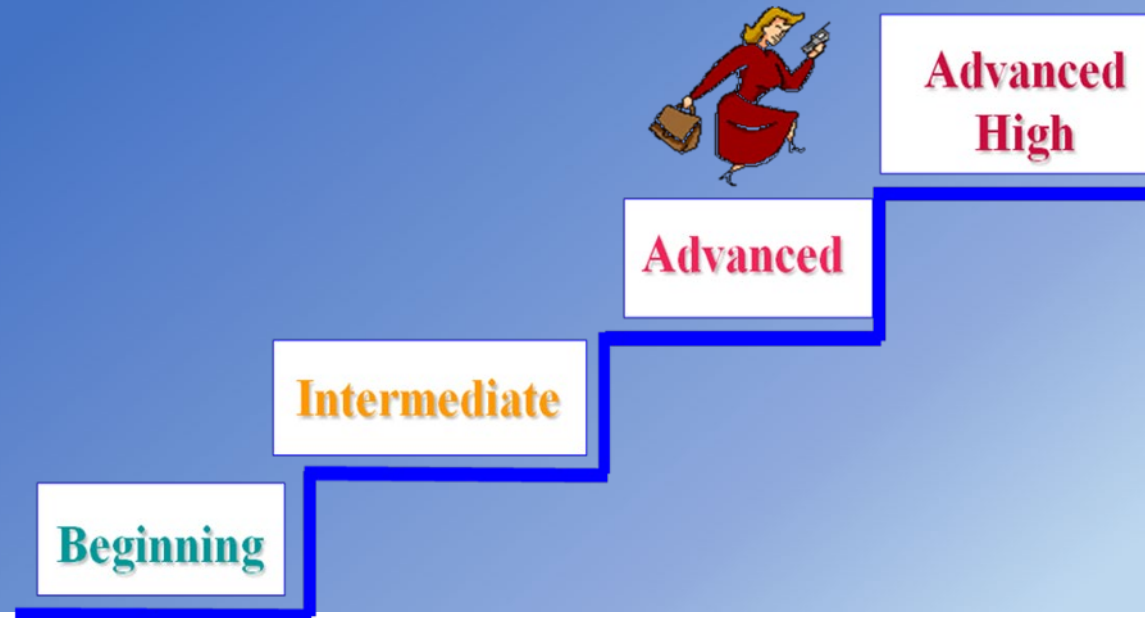 Advanced
High
Advanced
Intermediate
Beginning